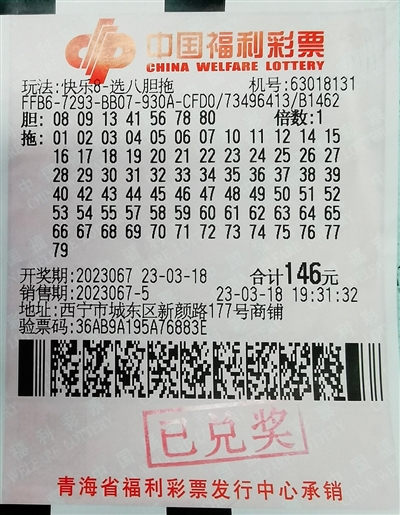 中国福利彩票
CHINA WELFARE LOTTERY
玩法:快乐8-选八胆拖 机号:63018131
FFB6-7293-BB07-930A-CFD0/73496413/B1462
胆: 08 09 13 41 56 78 80 倍数:1
拖: 01 02 03 04 05 06 07 10 11 12 14 15
16 17 18 19 20 21 22 23 24 25 26 27
28 29 30 31 32 33 34 35 36 37 38 39
40 42 43 44 45 46 47 48 49 50 51 52
53 54 55 57 58 59 60 61 62 63 64 65
66 67 68 69 70 71 72 73 74 75 76 77
79
开奖期:2023067 23-03-18 合计146元
销售期:2023067-5 23-03-18 19:31:32
地址:西宁市城东区新颜路177号商铺
验票码:36AB9A195A76883E
已兑奖
青海省福利彩票发行中心承销